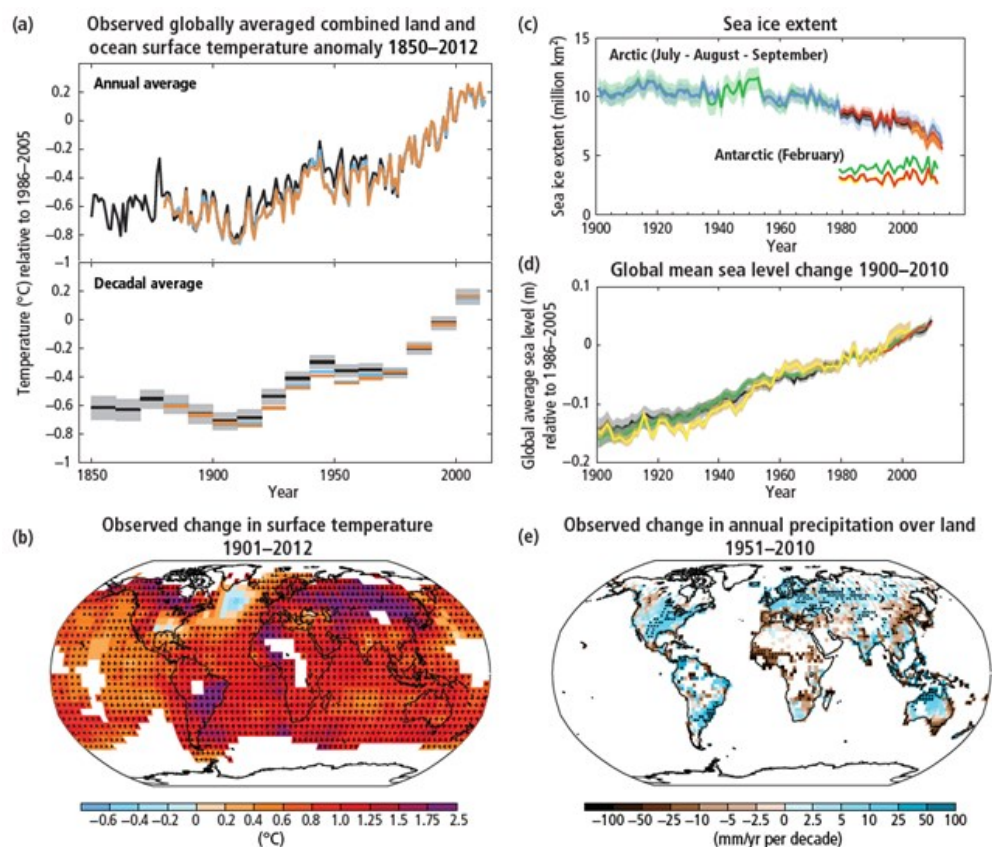 (a) Observed globally averaged combined land and
ocean surface temperature anomaly 1850–2012
Annual average
0.2
0
−0.2
−0.4
−0.6
−0.8
−1
Temperature (°C) relative to 1986–2005
Decadal average
0.2
0
−0.2
−0.4
−0.6
−0.8
−1
1850 1900 1950 2000
Year
(c) Sea ice extent
Sea ice extent (million km²)
15
Arctic (July - August - September)
10
Antarctic (February)
5
0
1900 1920 1940 1960 1980 2000
Year
(d) Global mean sea level change 1900–2010
Global average sea level (m)
relative to 1986–2005
0.1
0
−0.1
−0.2
1900 1920 1940 1960 1980 2000
Year
(b) Observed change in surface temperature
1901–2012
−0.6 −0.4 −0.2 0 0.2 0.4 0.6 0.8 1.0 1.25 1.5 1.75 2.5
(°C)
(e) Observed change in annual precipitation over land
1951–2010
−100 −50 −25 −10 −5 −2.5 0 2.5 5 10 25 50 100
(mm/yr per decade)